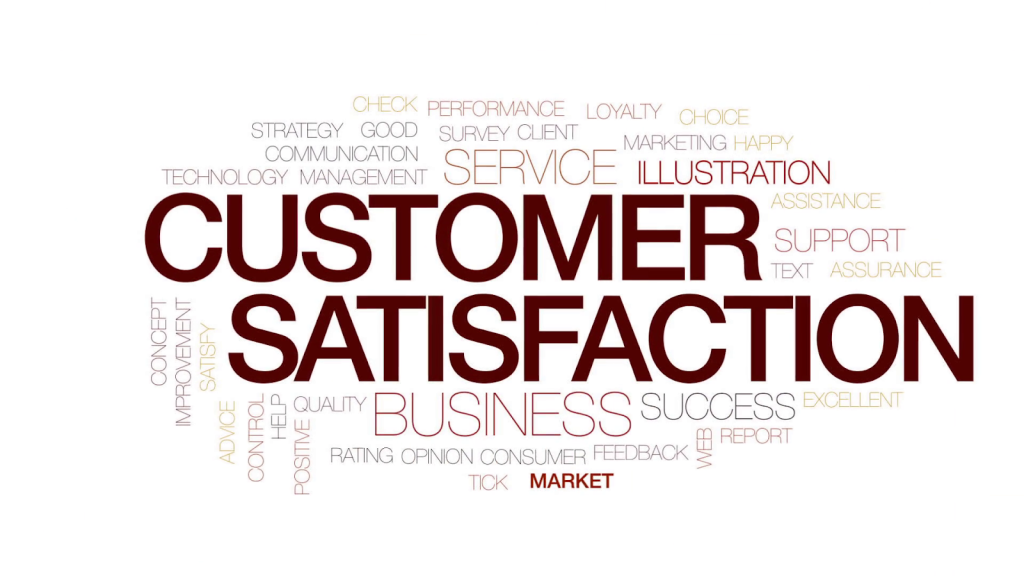 CHECK PERFORMANCE LOYALTY CHOICE
STRATEGY GOOD SURVEY CLIENT MARKETING HAPPY
COMMUNICATION SERVICE ILLUSTRATION
TECHNOLOGY MANAGEMENT
CUSTOMER
ASSISTANCE
SUPPORT
TEXT ASSURANCE
SATISFACTION
CONCEPT
IMPROVEMENT
SATISFY
ADVICE
CONTROL
HELP
POSITIVE
QUALITY BUSINESS SUCCESS EXCELLENT
WEB
REPORT
RATING OPINION CONSUMER FEEDBACK
TICK MARKET